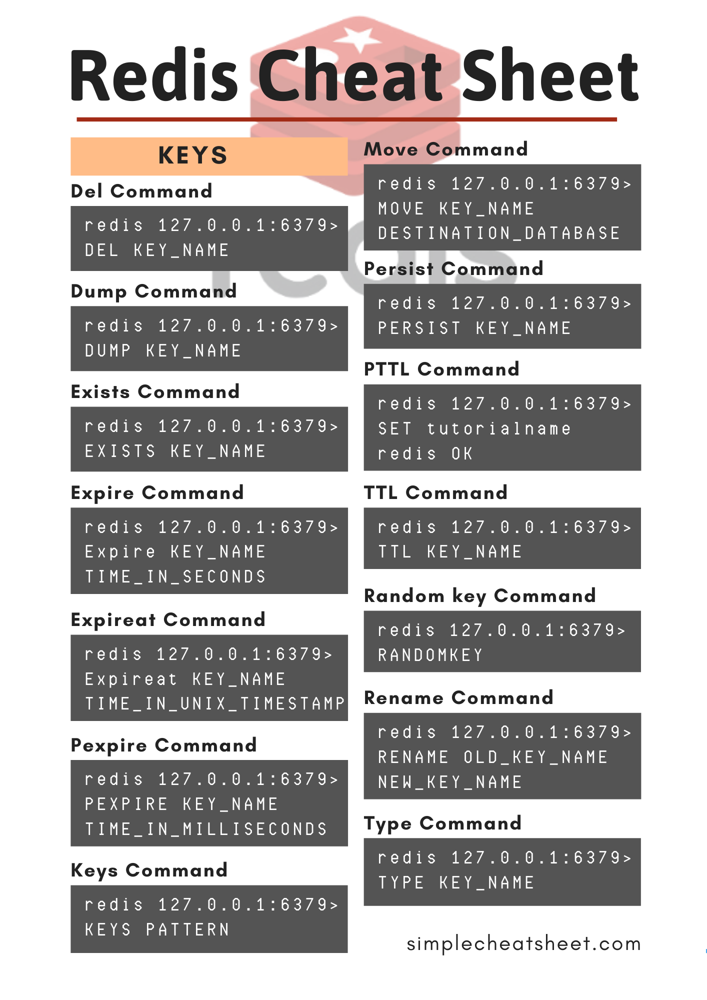 Redis Cheat Sheet
KEYS
Del Command
redis 127.0.0.1:6379>
DEL KEY_NAME
Dump Command
redis 127.0.0.1:6379>
DUMP KEY_NAME
Exists Command
redis 127.0.0.1:6379>
EXISTS KEY_NAME
Expire Command
redis 127.0.0.1:6379>
Expire KEY_NAME
TIME_IN_SECONDS
Expireat Command
redis 127.0.0.1:6379>
Expireat KEY_NAME
TIME_IN_UNIX_TIMESTAMP
Pexpire Command
redis 127.0.0.1:6379>
PEXPIRE KEY_NAME
TIME_IN_MILLISECONDS
Keys Command
redis 127.0.0.1:6379>
KEYS PATTERN
Move Command
redis 127.0.0.1:6379>
MOVE KEY_NAME
DESTINATION_DATABASE
Persist Command
redis 127.0.0.1:6379>
PERSIST KEY_NAME
PTTL Command
redis 127.0.0.1:6379>
SET tutorialname
redis OK
TTL Command
redis 127.0.0.1:6379>
TTL KEY_NAME
Random key Command
redis 127.0.0.1:6379>
RANDOMKEY
Rename Command
redis 127.0.0.1:6379>
RENAME OLD_KEY_NAME
NEW_KEY_NAME
Type Command
redis 127.0.0.1:6379>
TYPE KEY_NAME
simplecheatsheet.com
redis